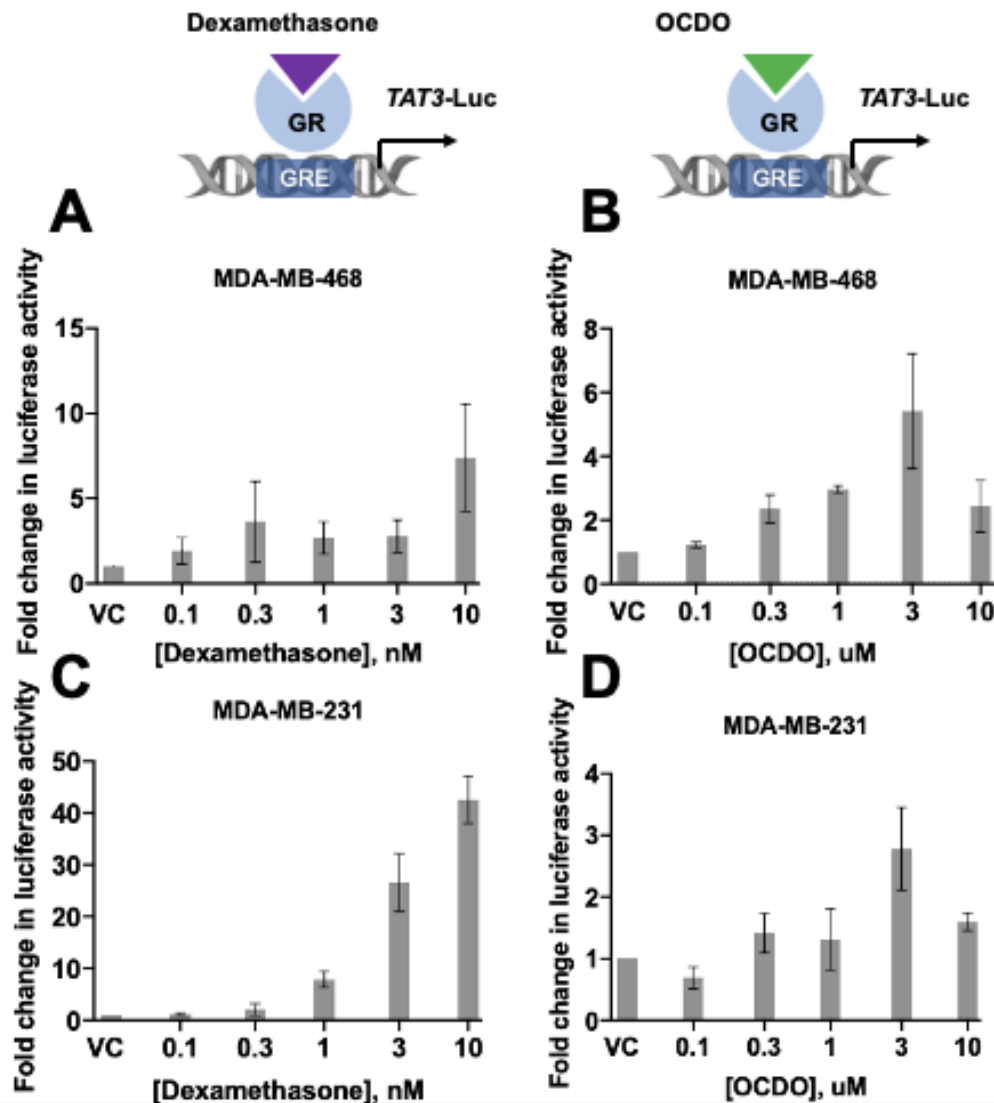 Dexamethasone
GR
GRE
TAT3-Luc
OCDO
GR
GRE
TAT3-Luc
A
MDA-MB-468
Fold change in luciferase activity
15
10
5
0
VC 0.1 0.3 1 3 10
[Dexamethasone], nM
B
MDA-MB-468
Fold change in luciferase activity
8
6
4
2
0
VC 0.1 0.3 1 3 10
[OCDO], uM
C
MDA-MB-231
Fold change in luciferase activity
50
40
30
20
10
0
VC 0.1 0.3 1 3 10
[Dexamethasone], nM
D
MDA-MB-231
Fold change in luciferase activity
4
3
2
1
0
VC 0.1 0.3 1 3 10
[OCDO], uM